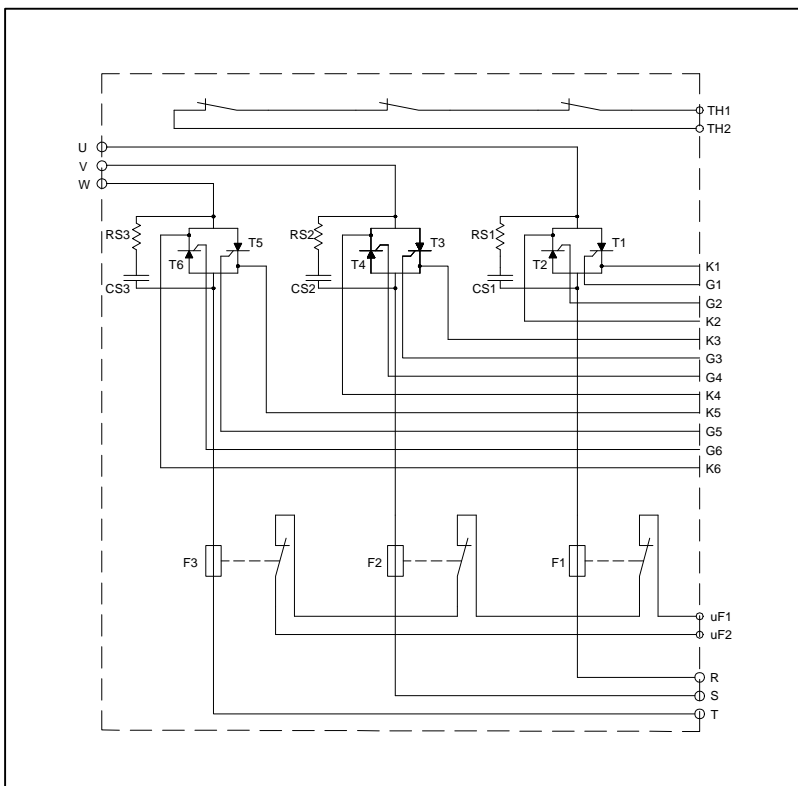 TH1
TH2
U
V
W
RS3
T5
T6
CS3
RS2
T3
T4
CS2
RS1
T1
T2
CS1
K1
G1
G2
K2
K3
G3
G4
K4
K5
G5
G6
K6
F3
F2
F1
uF1
uF2
R
S
T